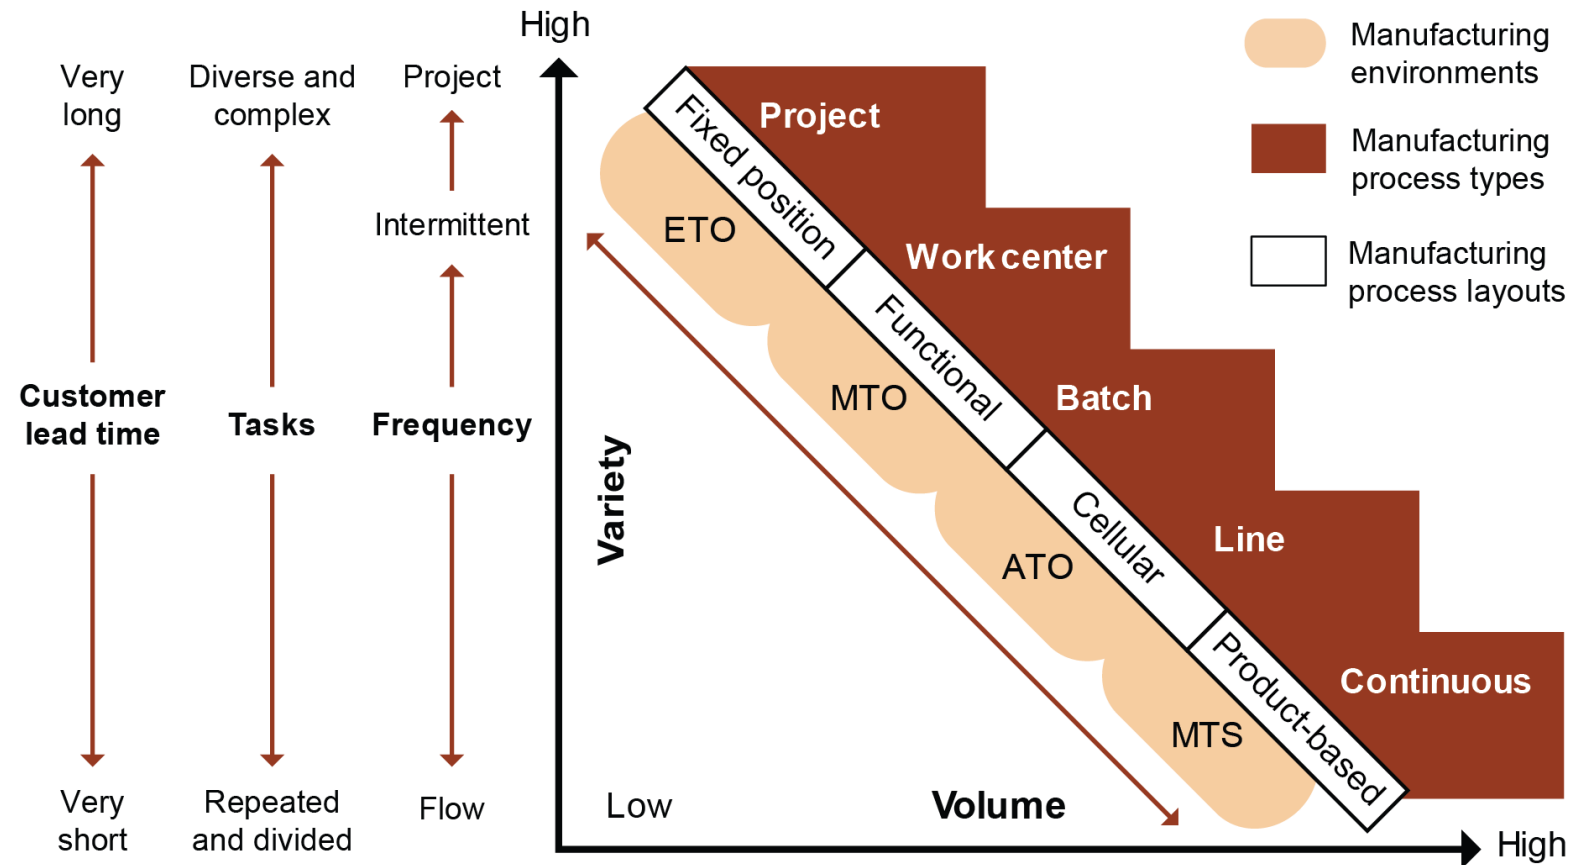 Very
long
Customer
lead time
Very
short
Diverse and
complex
Tasks
Repeated
and divided
Project
Intermittent
Frequency
Flow
High
Variety
Low
Volume
High
Fixed position
Functional
Cellular
Product-based
ETO
MTO
ATO
MTS
Project
Work center
Batch
Line
Continuous
Manufacturing
environments
Manufacturing
process types
Manufacturing
process layouts